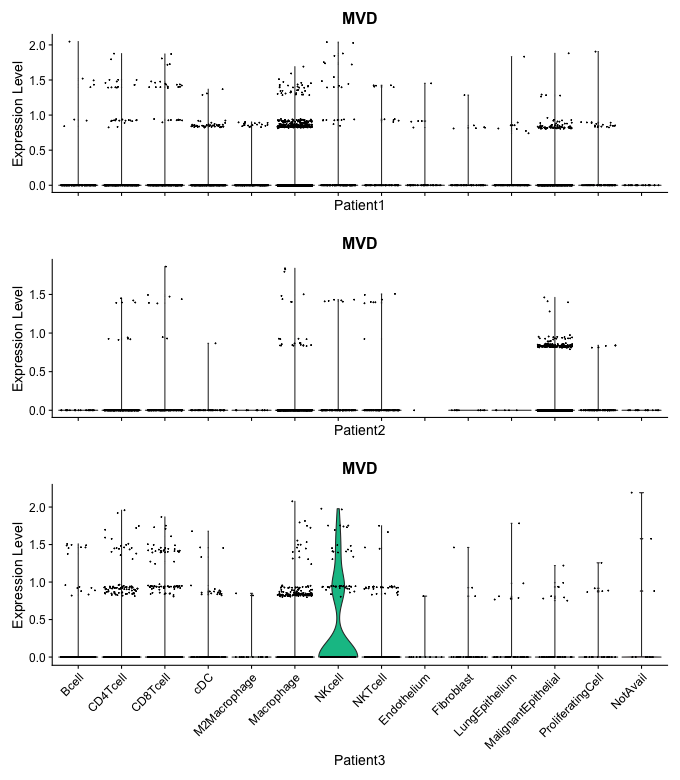 MVD
Expression Level
2.0
1.5
1.0
0.5
0.0
Patient1
MVD
Expression Level
1.5
1.0
0.5
0.0
Patient2
MVD
Expression Level
2.0
1.5
1.0
0.5
0.0
Bcell
CD4Tcell
CD8Tcell
cDC
M2Macrophage
Macrophage
NKcell
NKTcell
Endothelium
Fibroblast
LungEpithelium
MalignantEpithelial
ProliferatingCell
NotAvail
Patient3